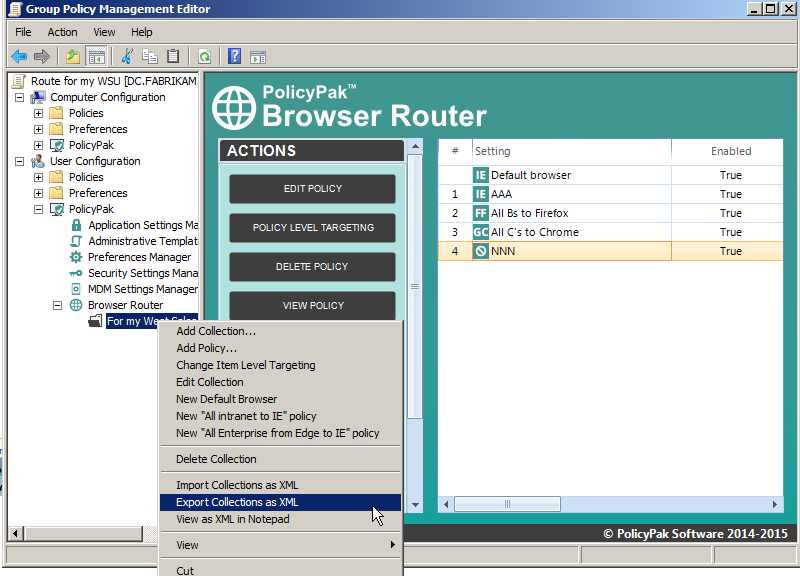 Group Policy Management Editor
File Action View Help
Route for my WSU [DC.FABRIKAM
Computer Configuration
Policies
Preferences
PolicyPak
User Configuration
Policies
Preferences
PolicyPak
Application Settings Ma
Administrative Templat
Preferences Manager
Security Settings Mana
MDM Settings Manager
Browser Router
For my West Sales
PolicyPak™
Browser Router
ACTIONS
EDIT POLICY
POLICY LEVEL TARGETING
DELETE POLICY
VIEW POLICY
# Setting Enabled
IE Default browser True
1 IE AAA True
2 FF All Bs to Firefox True
3 GC All C's to Chrome True
4 NNN True
Add Collection...
Add Policy...
Change Item Level Targeting
Edit Collection
New Default Browser
New "All intranet to IE" policy
New "All Enterprise from Edge to IE" policy
Delete Collection
Import Collections as XML
Export Collections as XML
View as XML in Notepad
View
Cut
© PolicyPak Software 2014-2015